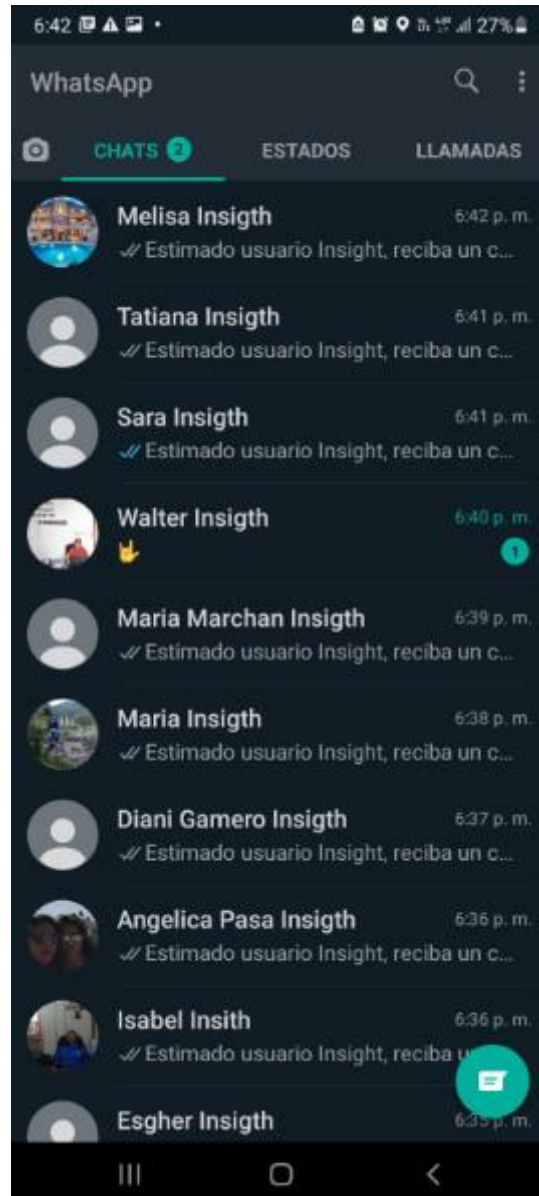 6:42 27%
WhatsApp
CHATS 2 ESTADOS LLAMADAS
Melisa Insigth 6:42 p. m.
Estimado usuario Insight, reciba un c...
Tatiana Insigth 6:41 p. m.
Estimado usuario Insight, reciba un c...
Sara Insigth 6:41 p. m.
Estimado usuario Insight, reciba un c...
Walter Insigth 6:40 p. m.
🤟 1
Maria Marchan Insigth 6:39 p. m.
Estimado usuario Insight, reciba un c...
Maria Insigth 6:38 p. m.
Estimado usuario Insight, reciba un c...
Diani Gamero Insigth 6:37 p. m.
Estimado usuario Insight, reciba un c...
Angelica Pasa Insigth 6:36 p. m.
Estimado usuario Insight, reciba un c...
Isabel Insith 6:36 p. m.
Estimado usuario Insight, reciba u
Esgher Insigth 6:35 p. m.